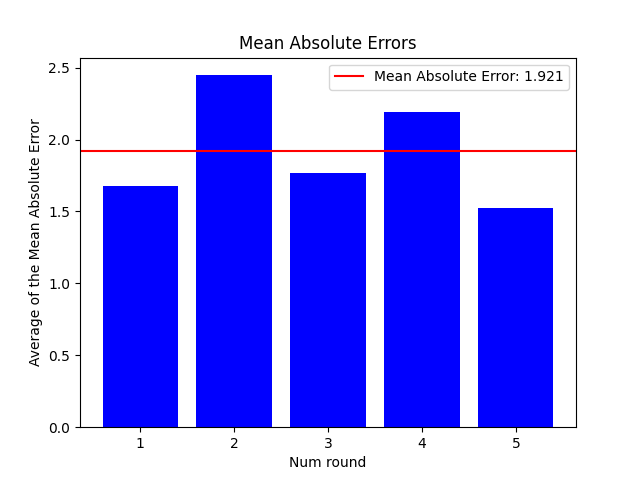 Mean Absolute Errors
Mean Absolute Error: 1.921
Average of the Mean Absolute Error
2.5
2.0
1.5
1.0
0.5
0.0
1 2 3 4 5
Num round